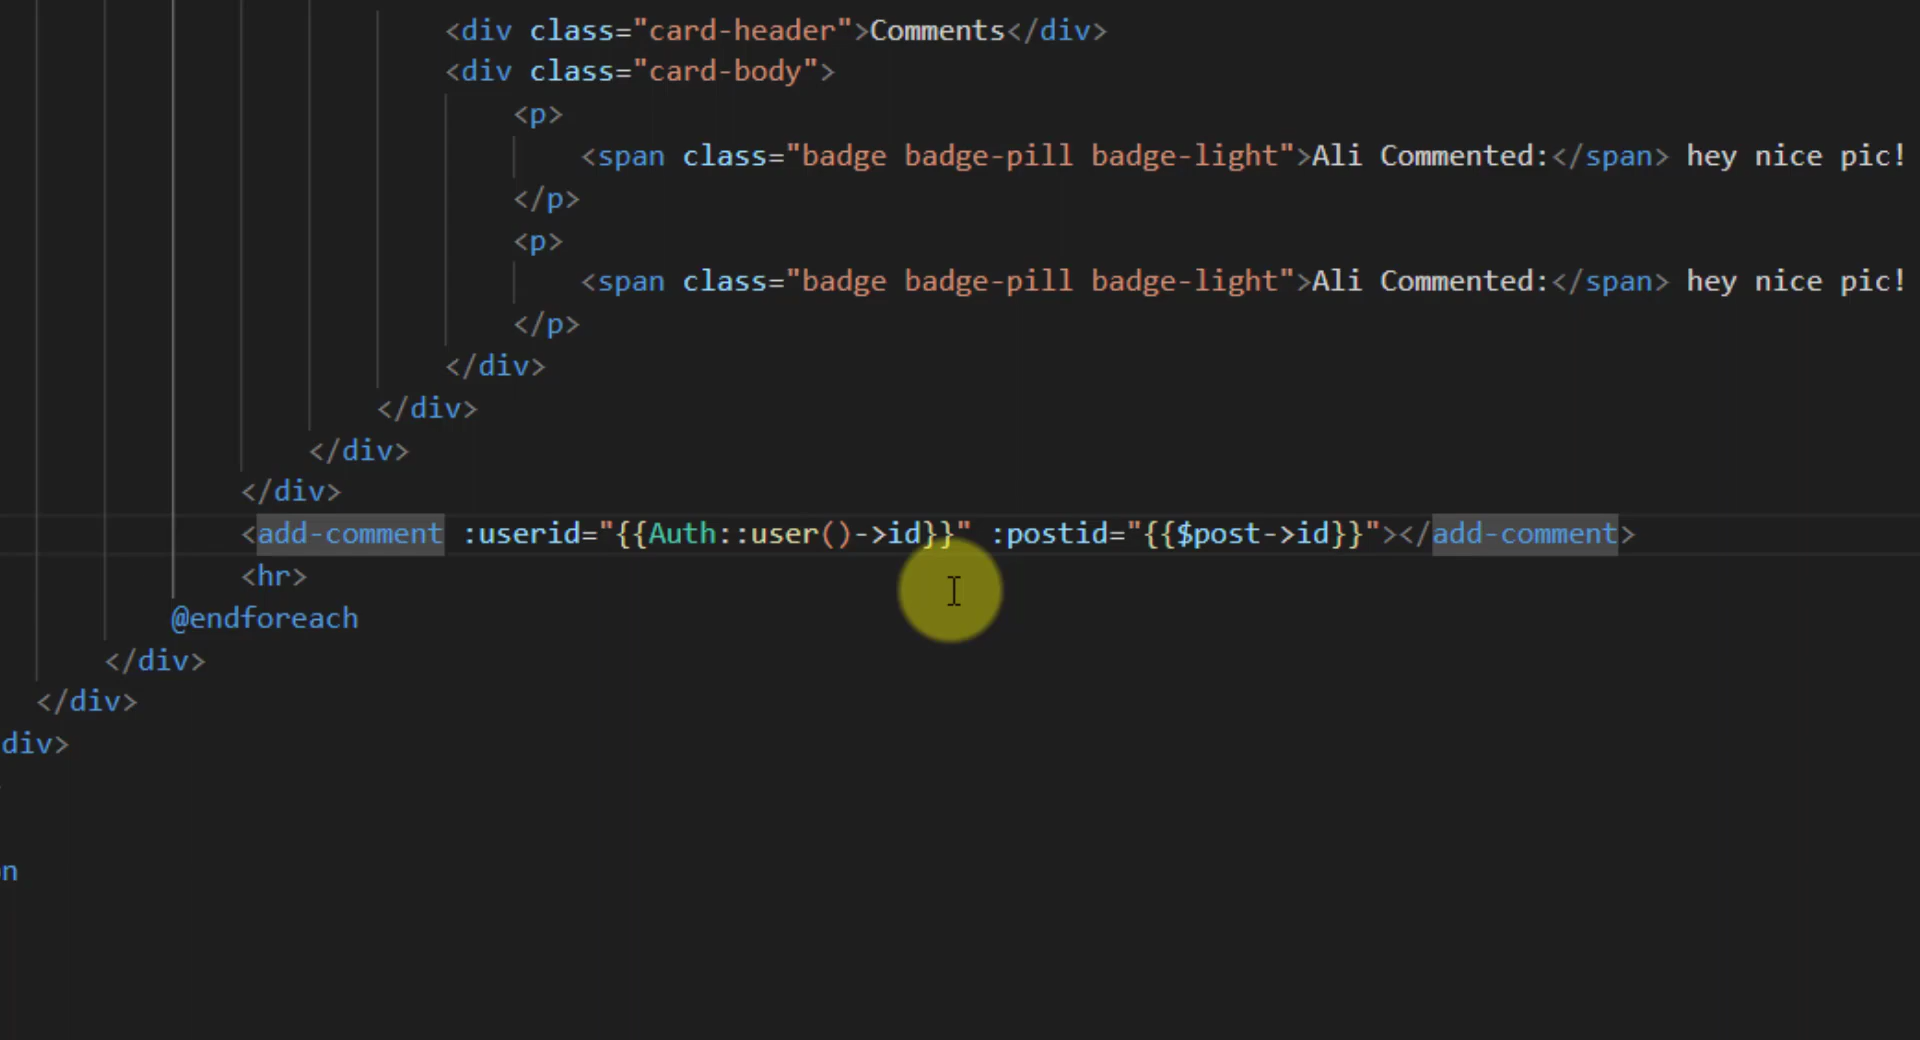 <div class="card-header">Comments</div>
<div class="card-body">
<p>
<span class="badge badge-pill badge-light">Ali Commented:</span> hey nice pic!
</p>
<p>
<span class="badge badge-pill badge-light">Ali Commented:</span> hey nice pic!
</p>
</div>
</div>
</div>
</div>
<add-comment :userid="{{Auth::user()->id}}" :postid="{{$post->id}}"></add-comment>
<hr>
@endforeach
</div>
</div>
div>
n